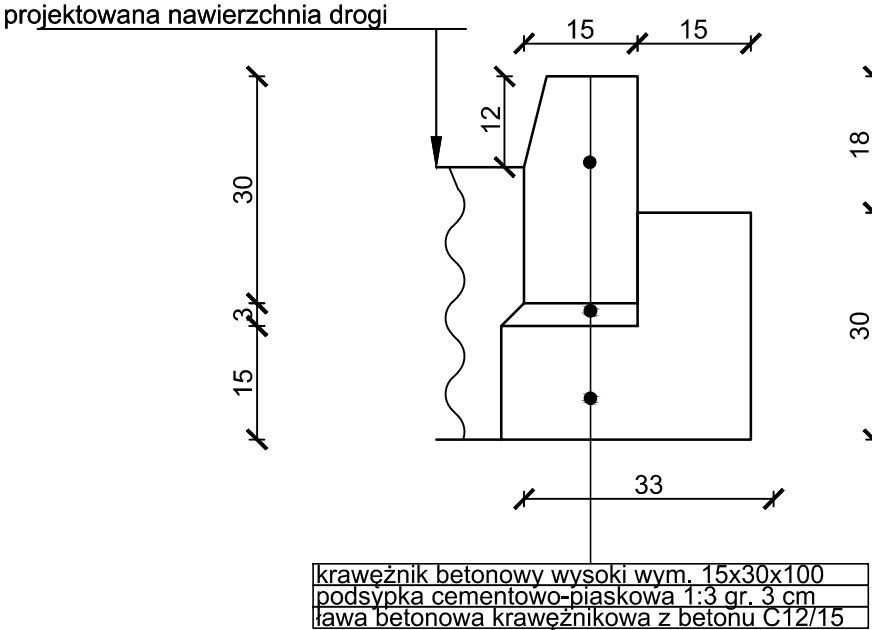 projektowana nawierzchnia drogi
15
15
12
18
30
3
30
15
33
krawężnik betonowy wysoki wym. 15x30x100
podsypka cementowo-piaskowa 1:3 gr. 3 cm
ława betonowa krawężnikowa z betonu C12/15